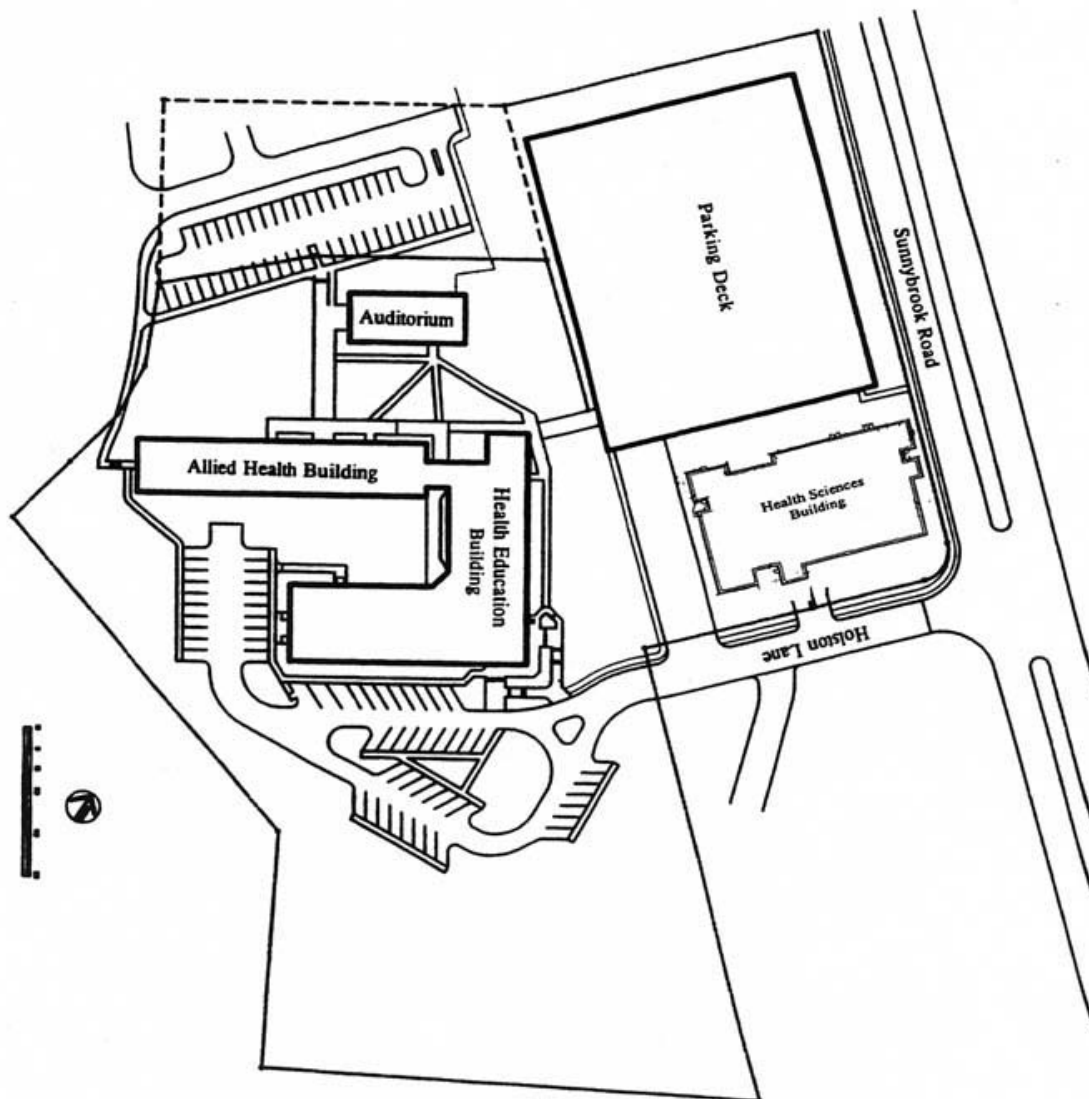 Parking Deck
Sunnybrook Road
Auditorium
Allied Health Building
Health Education
Building
Health Sciences
Building
Holston Lane